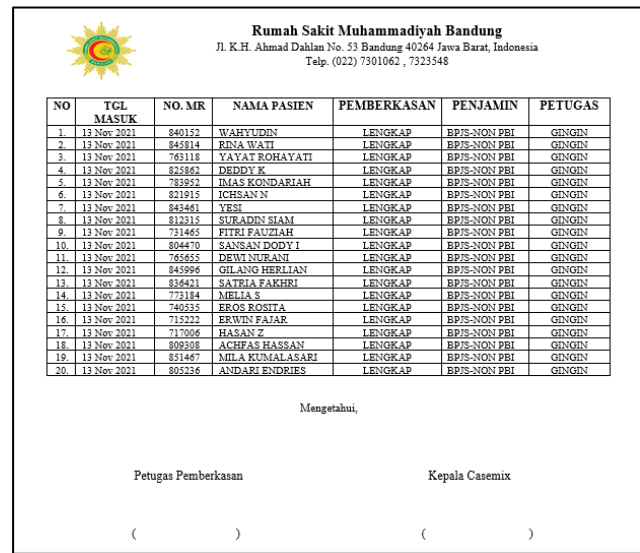 Rumah Sakit Muhammadiyah Bandung
Jl. K.H. Ahmad Dahlan No. 53 Bandung 40264 Jawa Barat, Indonesia
Telp. (022) 7301062 , 7323548
NO TGL MASUK NO. MR NAMA PASIEN PEMBERKASAN PENJAMIN PETUGAS
1. 13 Nov 2021 840152 WAHYUDIN LENGKAP BPJS-NON PBI GINGIN
2. 13 Nov 2021 845814 RINA WATI LENGKAP BPJS-NON PBI GINGIN
3. 13 Nov 2021 763118 YAYAT ROHAYATI LENGKAP BPJS-NON PBI GINGIN
4. 13 Nov 2021 825862 DEDDY K LENGKAP BPJS-NON PBI GINGIN
5. 13 Nov 2021 783952 IMAS KONDARIAH LENGKAP BPJS-NON PBI GINGIN
6. 13 Nov 2021 821915 ICHSAN N LENGKAP BPJS-NON PBI GINGIN
7. 13 Nov 2021 843461 YESI LENGKAP BPJS-NON PBI GINGIN
8. 13 Nov 2021 812315 SURADIN SIAM LENGKAP BPJS-NON PBI GINGIN
9. 13 Nov 2021 731465 FITRI FAUZIAH LENGKAP BPJS-NON PBI GINGIN
10. 13 Nov 2021 804470 SANSAN DODY I LENGKAP BPJS-NON PBI GINGIN
11. 13 Nov 2021 765655 DEWI NURANI LENGKAP BPJS-NON PBI GINGIN
12. 13 Nov 2021 845996 GILANG HERLIAN LENGKAP BPJS-NON PBI GINGIN
13. 13 Nov 2021 836421 SATRIA FAKHRI LENGKAP BPJS-NON PBI GINGIN
14. 13 Nov 2021 773184 MELIA S LENGKAP BPJS-NON PBI GINGIN
15. 13 Nov 2021 740535 EROS ROSITA LENGKAP BPJS-NON PBI GINGIN
16. 13 Nov 2021 715222 ERWIN FAJAR LENGKAP BPJS-NON PBI GINGIN
17. 13 Nov 2021 717006 HASAN Z LENGKAP BPJS-NON PBI GINGIN
18. 13 Nov 2021 809308 ACHFAS HASSAN LENGKAP BPJS-NON PBI GINGIN
19. 13 Nov 2021 851467 MILA KUMALASARI LENGKAP BPJS-NON PBI GINGIN
20. 13 Nov 2021 805236 ANDARI ENDRIES LENGKAP BPJS-NON PBI GINGIN
Mengetahui,
Petugas Pemberkasan Kepala Casemix
( ) ( )